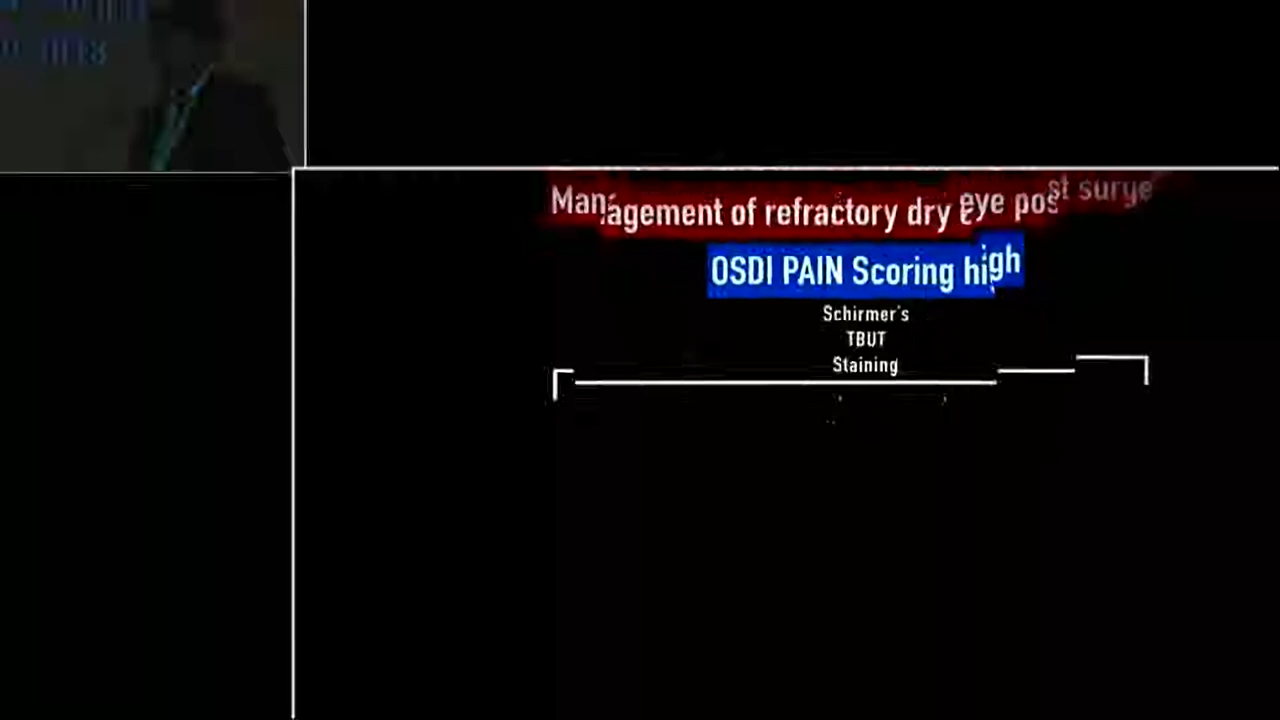 Management of refractory dry eye post surge
OSDI PAIN Scoring high
Schirmer's
TBUT
Staining